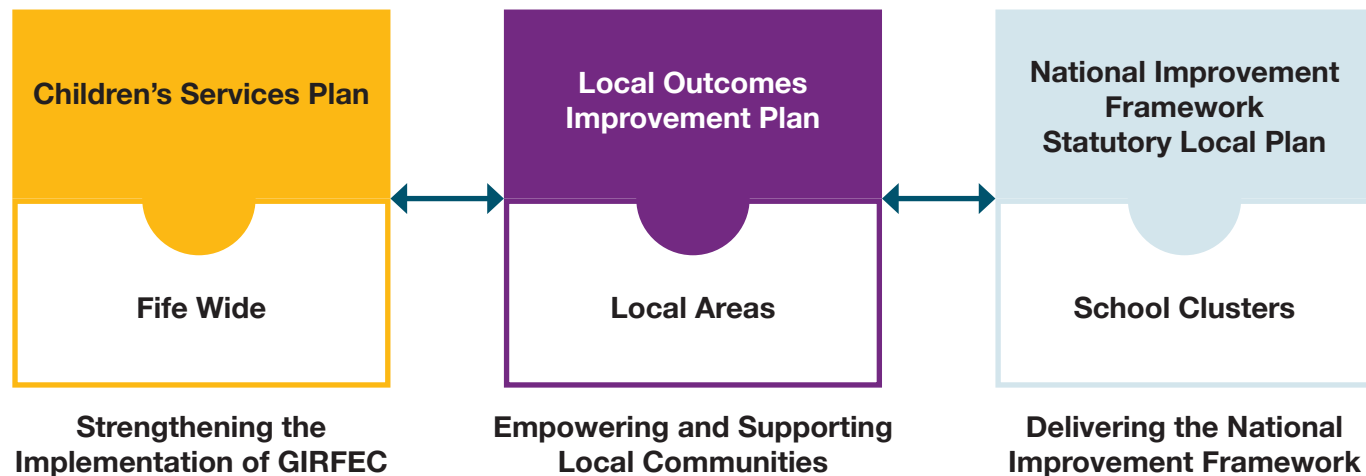 Children’s Services Plan
Fife Wide
Strengthening the
Implementation of GIRFEC
Local Outcomes
Improvement Plan
Local Areas
Empowering and Supporting
Local Communities
National Improvement
Framework
Statutory Local Plan
School Clusters
Delivering the National
Improvement Framework